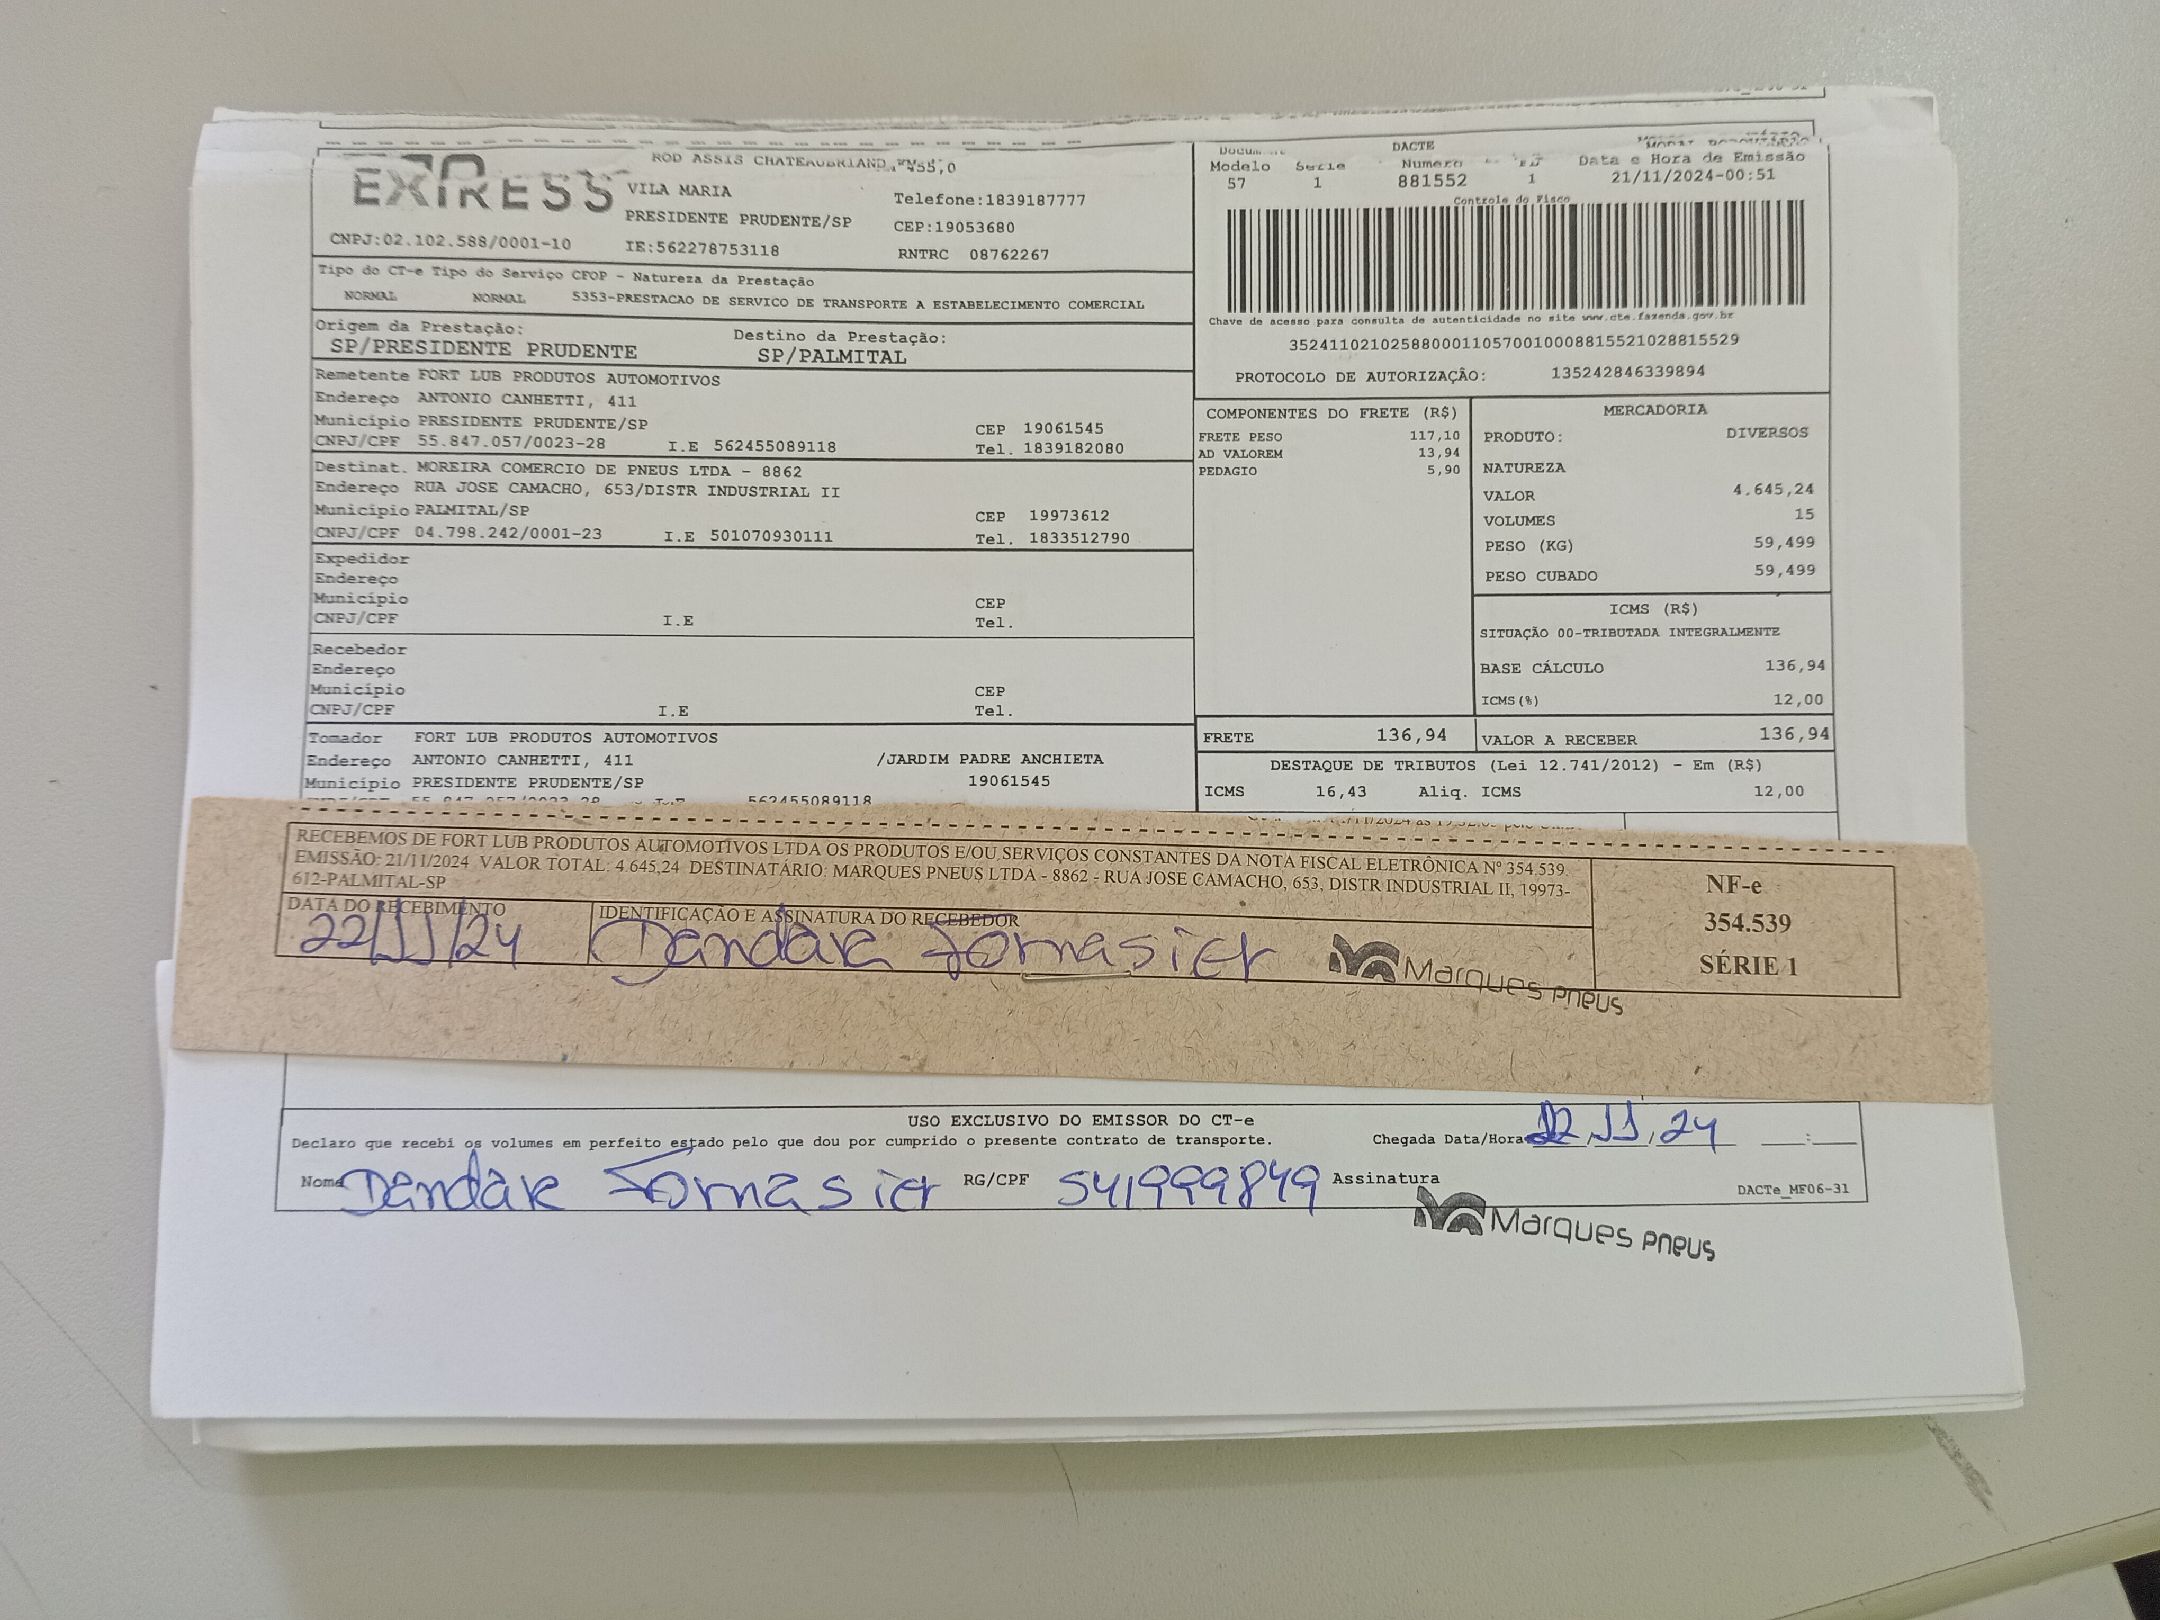 EXPRESS
ROD ASSIS CHATEAUBRIAND, KM455,0
VILA MARIA
Telefone:1839187777
PRESIDENTE PRUDENTE/SP
CEP:19053680
CNPJ:02.102.588/0001-10
IE:562278753118
RNTRC 08762267
DACTE
Modelo Serie Numero
Data e Hora de Emissão
57 1 881552 1 21/11/2024-00:51
Controle do Fisco
Tipo do CT-e Tipo do Serviço CFOP - Natureza da Prestação
NORMAL NORMAL 5353-PRESTACAO DE SERVICO DE TRANSPORTE A ESTABELECIMENTO COMERCIAL
Chave de acesso para consulta de autenticidade no site www.cte.fazenda.gov.br
35241102102588000110570010008815521028815529
PROTOCOLO DE AUTORIZAÇÃO: 135242846339894
Origem da Prestação: Destino da Prestação:
SP/PRESIDENTE PRUDENTE SP/PALMITAL
Remetente FORT LUB PRODUTOS AUTOMOTIVOS
Endereço ANTONIO CANHETTI, 411
Município PRESIDENTE PRUDENTE/SP CEP 19061545
CNPJ/CPF 55.847.057/0023-28 I.E 562455089118 Tel. 1839182080
Destinat. MOREIRA COMERCIO DE PNEUS LTDA - 8862
Endereço RUA JOSE CAMACHO, 653/DISTR INDUSTRIAL II
Município PALMITAL/SP CEP 19973612
CNPJ/CPF 04.798.242/0001-23 I.E 501070930111 Tel. 1833512790
Expedidor
Endereço
Município CEP
CNPJ/CPF I.E Tel.
Recebedor
Endereço
Município CEP
CNPJ/CPF I.E Tel.
Tomador FORT LUB PRODUTOS AUTOMOTIVOS
Endereço ANTONIO CANHETTI, 411 /JARDIM PADRE ANCHIETA
Município PRESIDENTE PRUDENTE/SP 19061545
562455089118
COMPONENTES DO FRETE (R$)
FRETE PESO 117,10
AD VALOREM 13,94
PEDAGIO 5,90
MERCADORIA
PRODUTO: DIVERSOS
NATUREZA
VALOR 4.645,24
VOLUMES 15
PESO (KG) 59,499
PESO CUBADO 59,499
ICMS (R$)
SITUAÇÃO 00-TRIBUTADA INTEGRALMENTE
BASE CÁLCULO 136,94
ICMS(%) 12,00
FRETE 136,94 VALOR A RECEBER 136,94
DESTAQUE DE TRIBUTOS (Lei 12.741/2012) - Em (R$)
ICMS 16,43 Aliq. ICMS 12,00
RECEBEMOS DE FORT LUB PRODUTOS AUTOMOTIVOS LTDA OS PRODUTOS E/OU SERVIÇOS CONSTANTES DA NOTA FISCAL ELETRÔNICA Nº 354.539.
EMISSÃO: 21/11/2024 VALOR TOTAL: 4.645,24 DESTINATÁRIO: MARQUES PNEUS LTDA - 8862 - RUA JOSE CAMACHO, 653, DISTR INDUSTRIAL II, 19973-
612-PALMITAL-SP
DATA DO RECEBIMENTO IDENTIFICAÇÃO E ASSINATURA DO RECEBEDOR
22/11/24 Dandara Fornasier
Marques Pneus
NF-e
354.539
SÉRIE 1
USO EXCLUSIVO DO EMISSOR DO CT-e
Declaro que recebi os volumes em perfeito estado pelo que dou por cumprido o presente contrato de transporte. Chegada Data/Hora 22/11/24 :
Nome Dandara Fornasier RG/CPF 541999849 Assinatura
DACTe_MF06-31
Marques Pneus